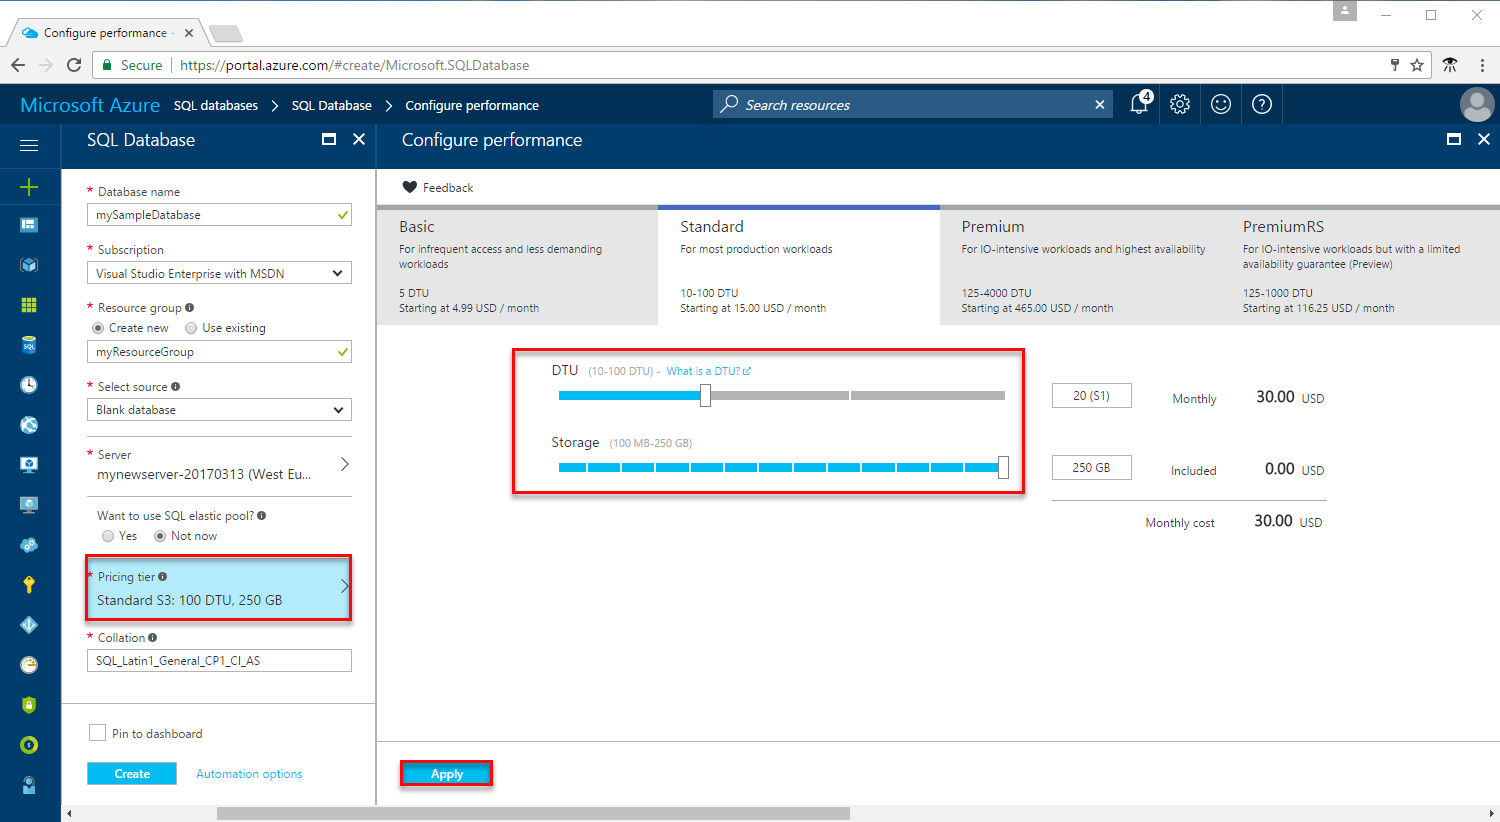 Configure performance -
Secure
https://portal.azure.com/#create/Microsoft.SQLDatabase
Microsoft Azure SQL databases > SQL Database > Configure performance
Search resources
4
SQL Database
* Database name
mySampleDatabase
* Subscription
Visual Studio Enterprise with MSDN
* Resource group
Create new Use existing
myResourceGroup
* Select source
Blank database
* Server
mynewserver-20170313 (West Eu...
Want to use SQL elastic pool?
Yes Not now
* Pricing tier
Standard S3: 100 DTU, 250 GB
* Collation
SQL_Latin1_General_CP1_CI_AS
Pin to dashboard
Create Automation options
Configure performance
Feedback
Basic
For infrequent access and less demanding
workloads
5 DTU
Starting at 4.99 USD / month
Standard
For most production workloads
10-100 DTU
Starting at 15.00 USD / month
Premium
For IO-intensive workloads and highest availability
125-4000 DTU
Starting at 465.00 USD / month
PremiumRS
For IO-intensive workloads but with a limited
availability guarantee (Preview)
125-1000 DTU
Starting at 116.25 USD / month
DTU (10-100 DTU) - What is a DTU?
20 (S1) Monthly 30.00 USD
Storage (100 MB-250 GB)
250 GB Included 0.00 USD
Monthly cost 30.00 USD
Apply